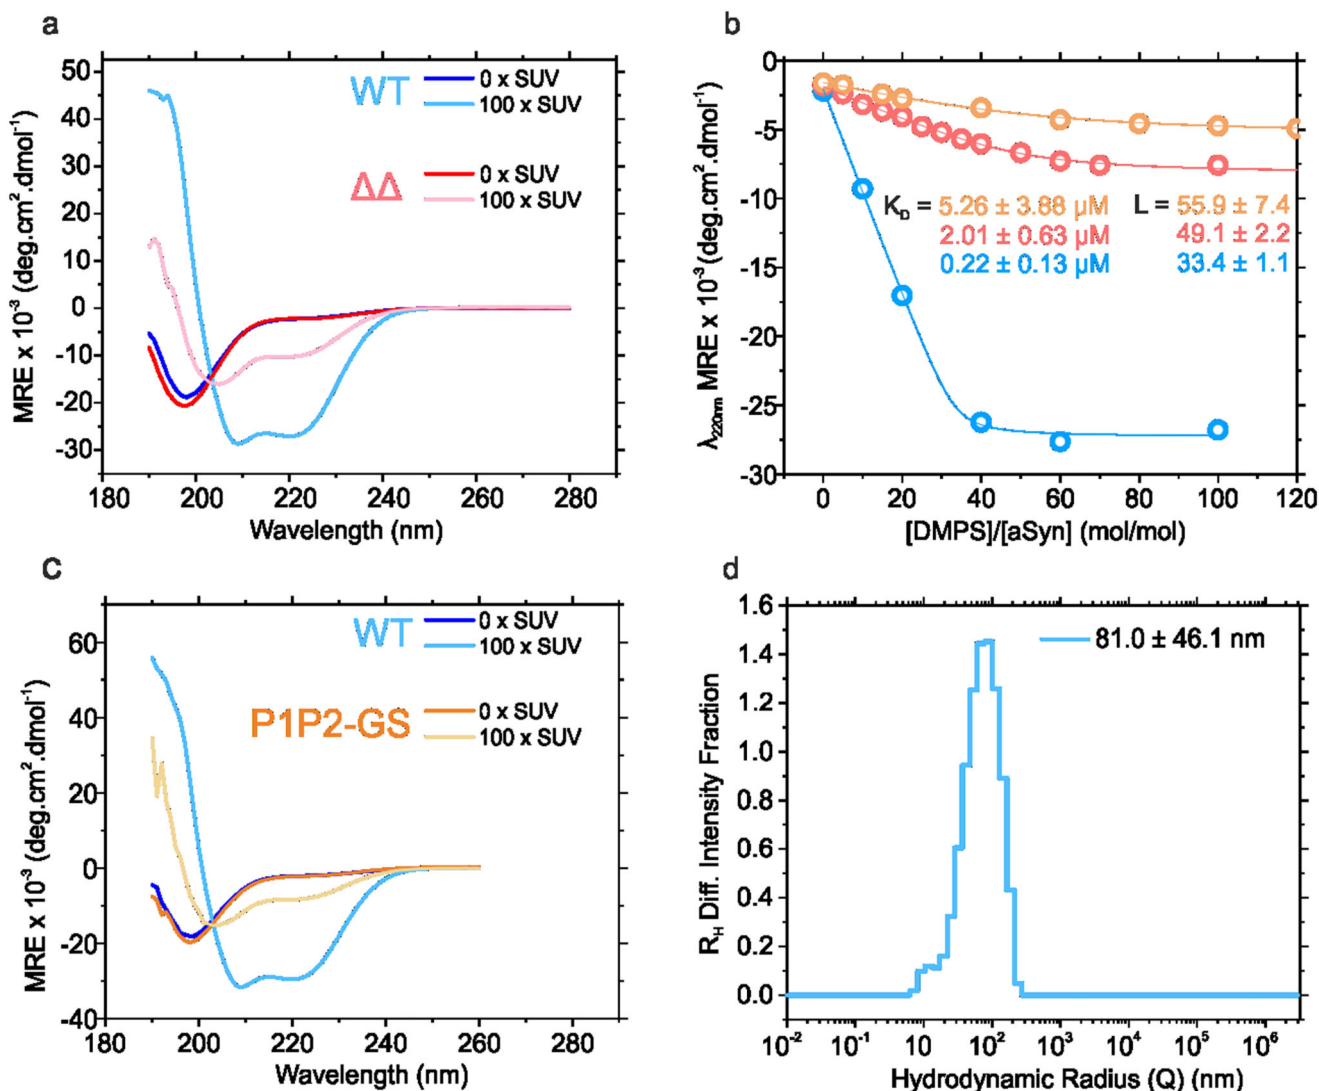 a
MRE x 10⁻³ (deg.cm².dmol⁻¹)
50
40
30
20
10
0
-10
-20
-30
WT
0 x SUV
100 x SUV
ΔΔ
0 x SUV
100 x SUV
180 200 220 240 260 280
Wavelength (nm)
b
λ220nm MRE x 10⁻³ (deg.cm².dmol⁻¹)
0
-5
-10
-15
-20
-25
-30
K_D = 5.26 ± 3.88 μM L = 55.9 ± 7.4
2.01 ± 0.63 μM 49.1 ± 2.2
0.22 ± 0.13 μM 33.4 ± 1.1
0 20 40 60 80 100 120
[DMPS]/[aSyn] (mol/mol)
c
MRE x 10⁻³ (deg.cm².dmol⁻¹)
60
40
20
0
-20
-40
WT
0 x SUV
100 x SUV
P1P2-GS
0 x SUV
100 x SUV
180 200 220 240 260 280
Wavelength (nm)
d
R_H Diff. Intensity Fraction
1.6
1.4
1.2
1.0
0.8
0.6
0.4
0.2
0.0
81.0 ± 46.1 nm
10⁻² 10⁻¹ 10⁰ 10 10² 10³ 10⁴ 10⁵ 10⁶
Hydrodynamic Radius (Q) (nm)